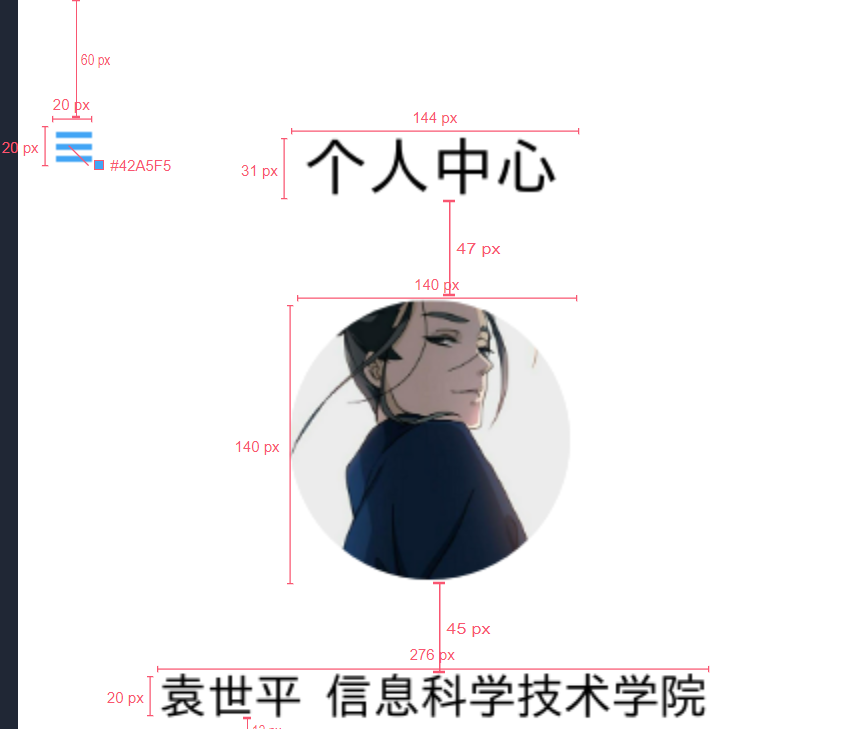 60 px
20 px
144 px
20 px
#42A5F5
31 px
个人中心
47 px
140 px
140 px
45 px
276 px
20 px
袁世平 信息科学技术学院